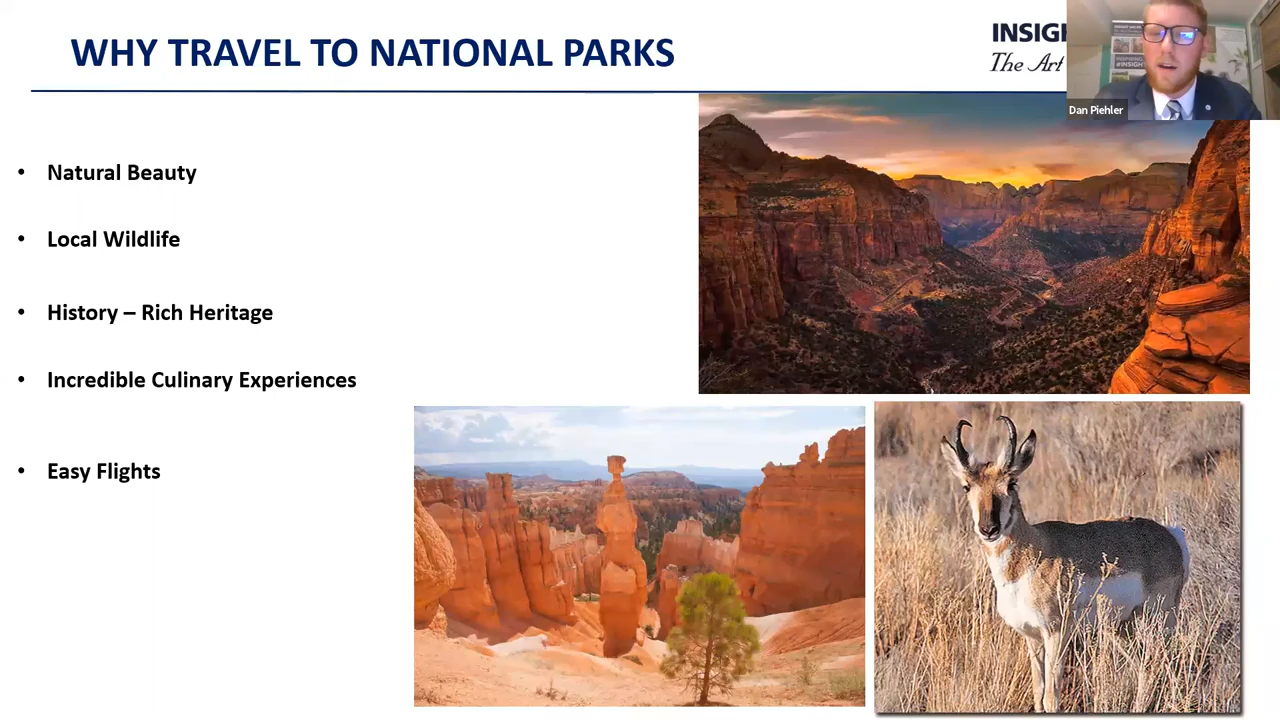 WHY TRAVEL TO NATIONAL PARKS
INSIGH
The Art
Dan Piehler
• Natural Beauty
• Local Wildlife
• History – Rich Heritage
• Incredible Culinary Experiences
• Easy Flights